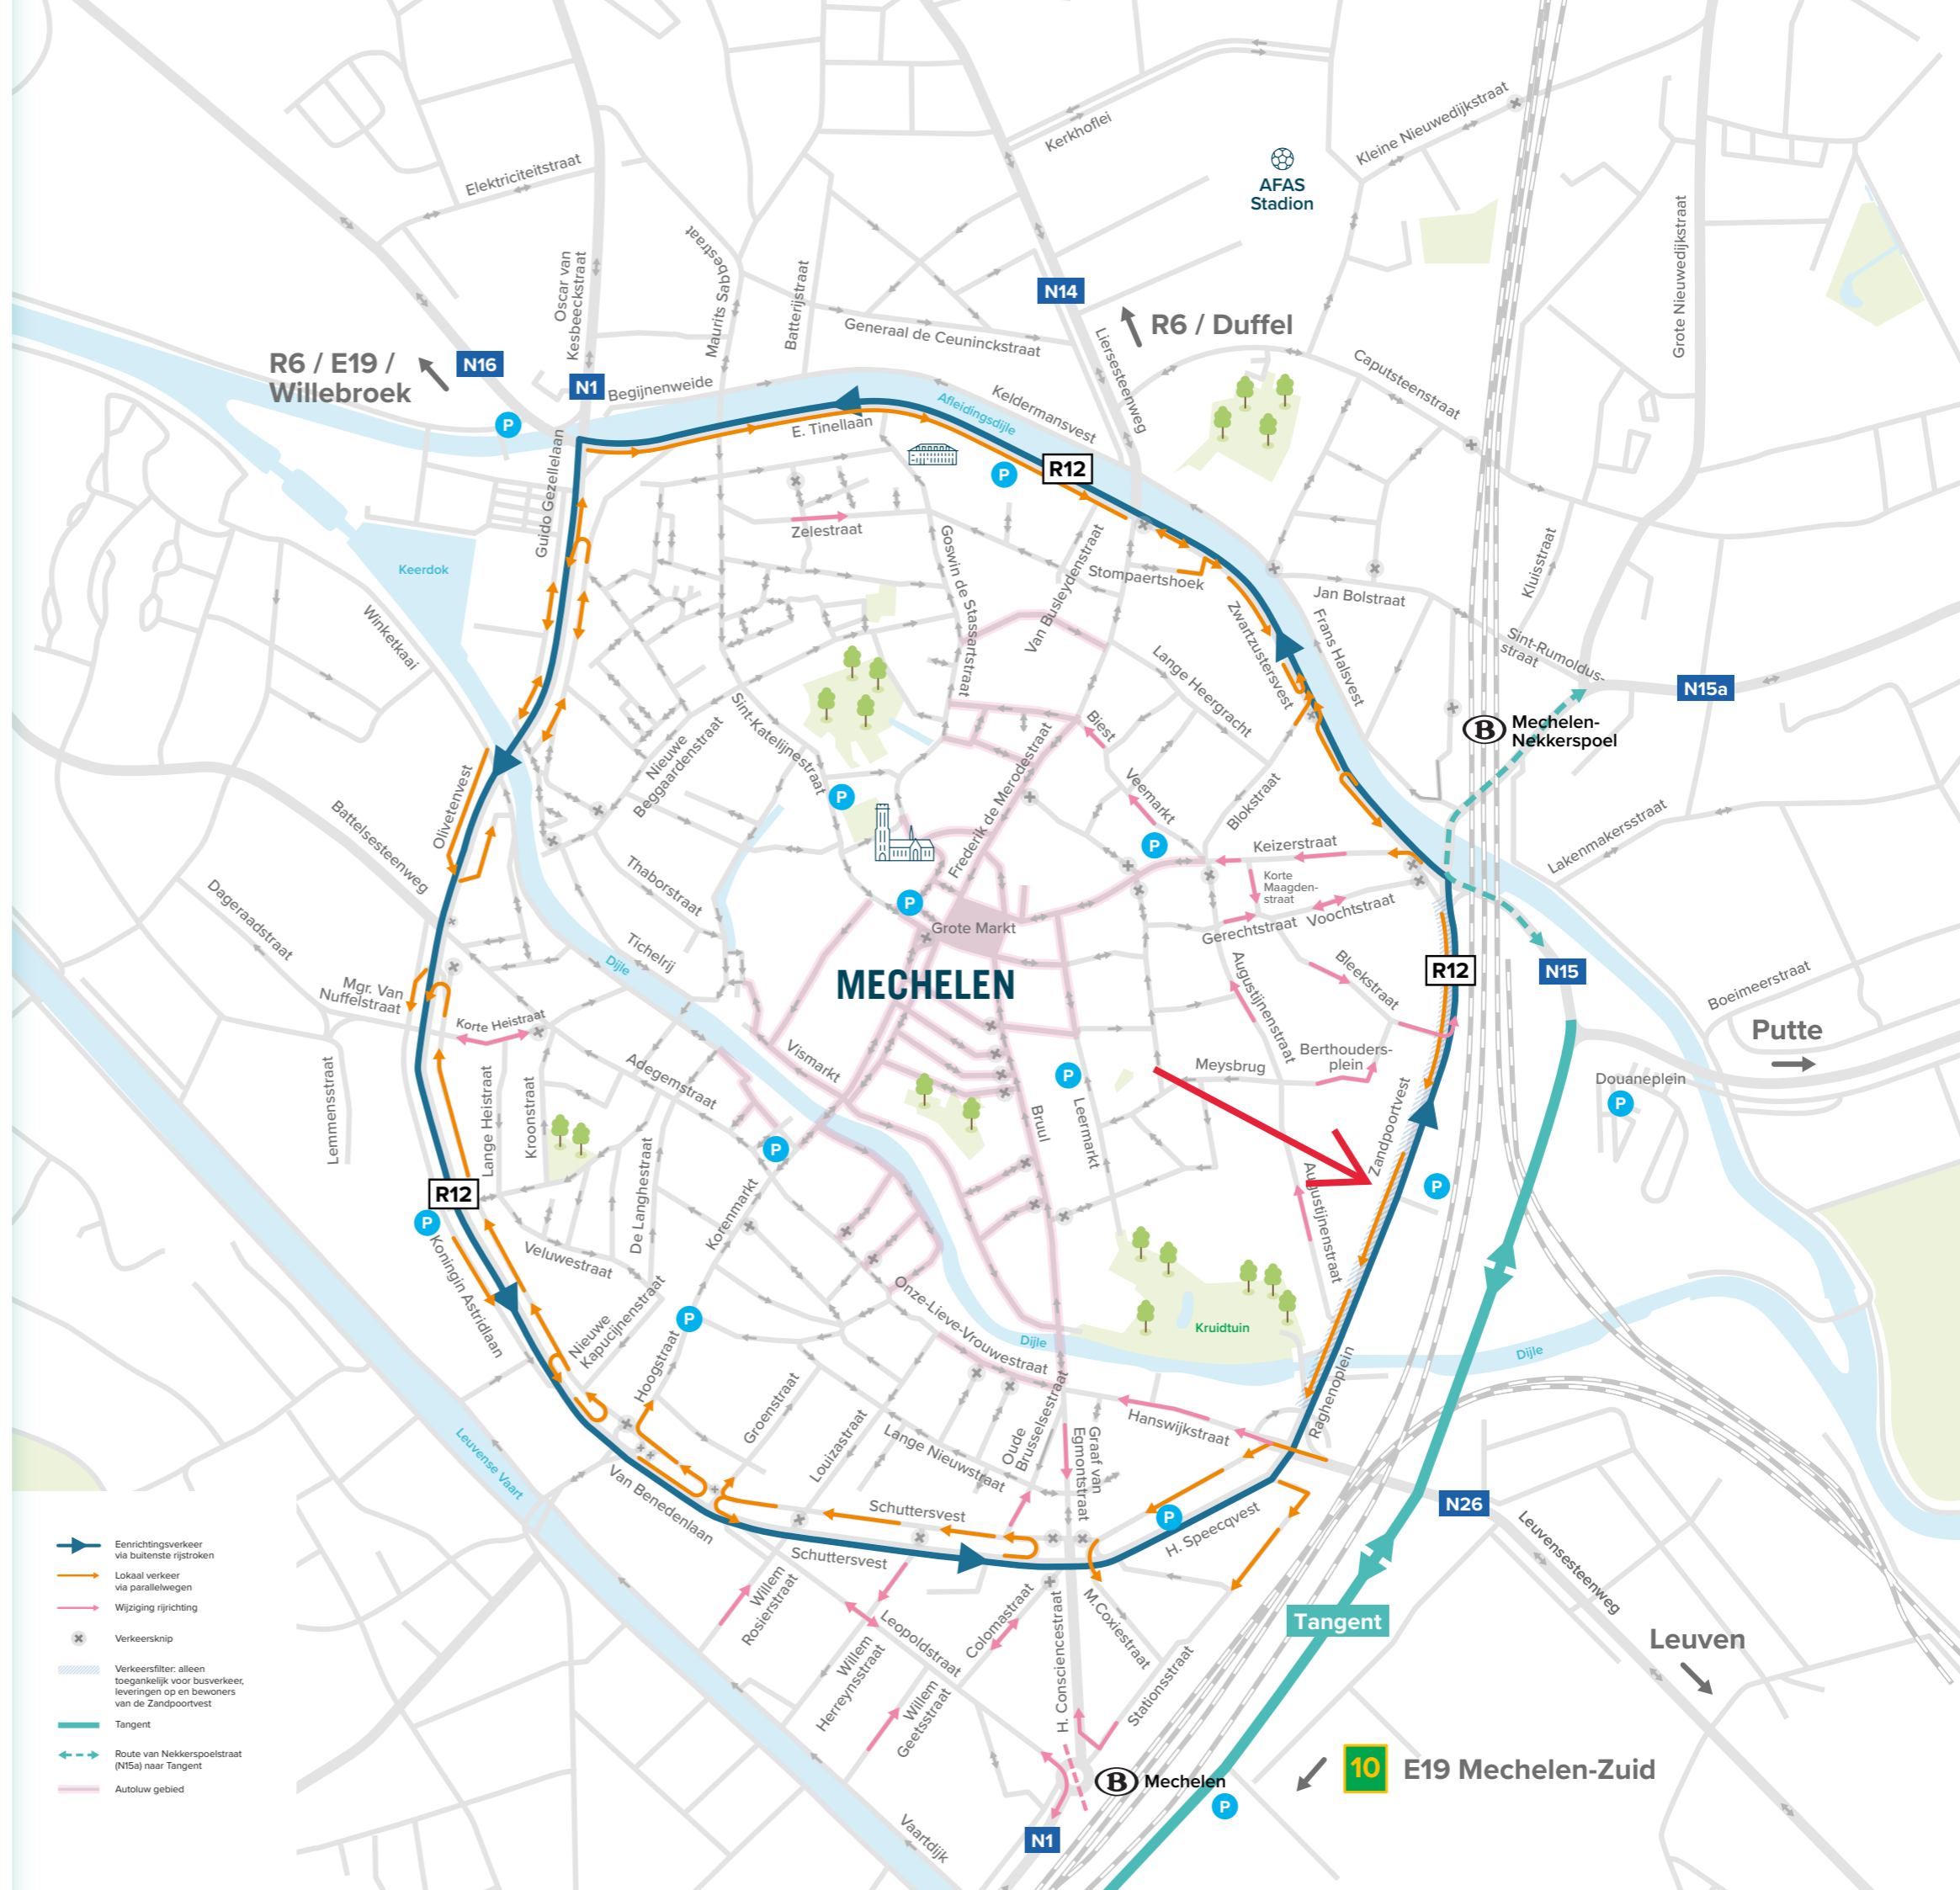 Kerkhoflei
Kleine Nieuwedijkstraat
AFAS
Stadion
Elektriciteitstraat
Grote Nieuwedijkstraat
Oscar van
Kesbeeckstraat
Maurits Sabbestraat
Batterijstraat
N14
R6 / Duffel
Generaal de Ceuninckstraat
Liersesteenweg
Caputsteenstraat
R6 / E19 /
Willebroek
N16
N1
Begijnenweide
P
Afleidingsdijle
Keldermansvest
E. Tinellaan
Guido Gezellelaan
R12
P
Zelestraat
Goswin de Stassartstraat
Van Busleydenstraat
Stompaertshoek
Keerdok
Winketkaai
Zwartzustersvest
Frans Halsvest
Jan Bolstraat
Kluisstraat
Sint-Rumoldus-
straat
N15a
Lange Heergracht
B
Mechelen-
Nekkerspoel
Sint-Katelijnestraat
Nieuwe
Beggaardenstraat
Biest
Veemarkt
Blokstraat
Frederik de Merodestraat
P
P
Olivetenvest
Battelsesteenweg
Keizerstraat
Lakenmakersstraat
Korte
Maagden-
straat
Thaborstraat
Dageraadstraat
P
Grote Markt
Gerechtstraat
Voochtstraat
Tichelrij
Dijle
MECHELEN
Augustijnenstraat
Bleekstraat
R12
N15
Boeimeerstraat
Mgr. Van
Nuffelstraat
Korte Heistraat
Putte
Vismarkt
Adegemstraat
Berthouders-
plein
Meysbrug
P
Douaneplein
P
Lemmensstraat
Lange Heistraat
Kroonstraat
Bruul
Leermarkt
Zandpoortvest
P
R12
P
De Langhestraat
Korenmarkt
P
Augustijnenstraat
Koningin Astridlaan
Veluwestraat
Onze-Lieve-Vrouwestraat
Dijle
Kruidtuin
Dijle
Nieuwe
Kapucijnenstraat
P
Hoogstraat
Groenstraat
Louizastraat
Raghenoplein
Hanswijkstraat
Lange Nieuwstraat
Oude
Brusselsestraat
Graaf van
Egmontstraat
Leuvense Vaart
Van Benedenlaan
Schuttersvest
Schuttersvest
P
H. Speecqvest
N26
Leuvensesteenweg
Willem
Rosierstraat
Leopoldstraat
Colomastraat
M.Coxiestraat
Willem
Herreynsstraat
Willem
Geetsstraat
H. Consciencestraat
Stationsstraat
Tangent
Leuven
10
E19 Mechelen-Zuid
B
Mechelen
P
N1
Vaartdijk
Eenrichtingsverkeer
via buitenste rijstroken
Lokaal verkeer
via parallelwegen
Wijziging rijrichting
Verkeersknip
Verkeersfilter: alleen
toegankelijk voor busverkeer,
leveringen op en bewoners
van de Zandpoortvest
Tangent
Route van Nekkerspoelstraat
(N15a) naar Tangent
Autoluw gebied